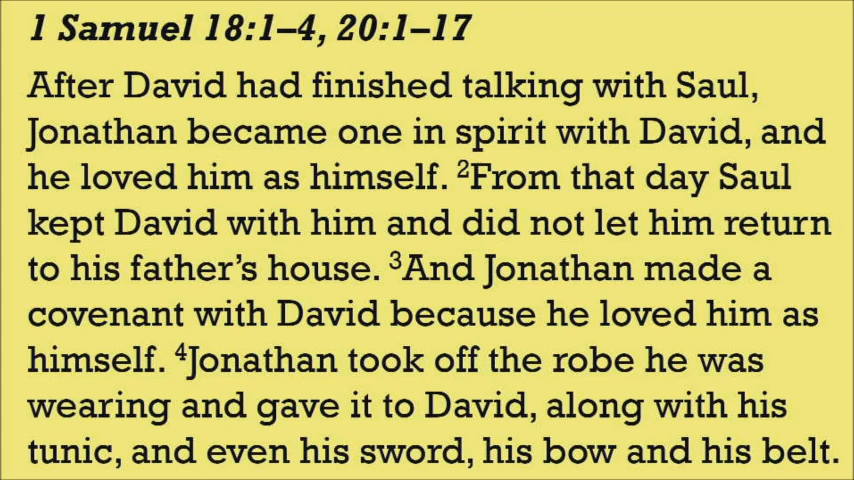 1 Samuel 18:1–4, 20:1–17
After David had finished talking with Saul,
Jonathan became one in spirit with David, and
he loved him as himself. ²From that day Saul
kept David with him and did not let him return
to his father’s house. ³And Jonathan made a
covenant with David because he loved him as
himself. ⁴Jonathan took off the robe he was
wearing and gave it to David, along with his
tunic, and even his sword, his bow and his belt.